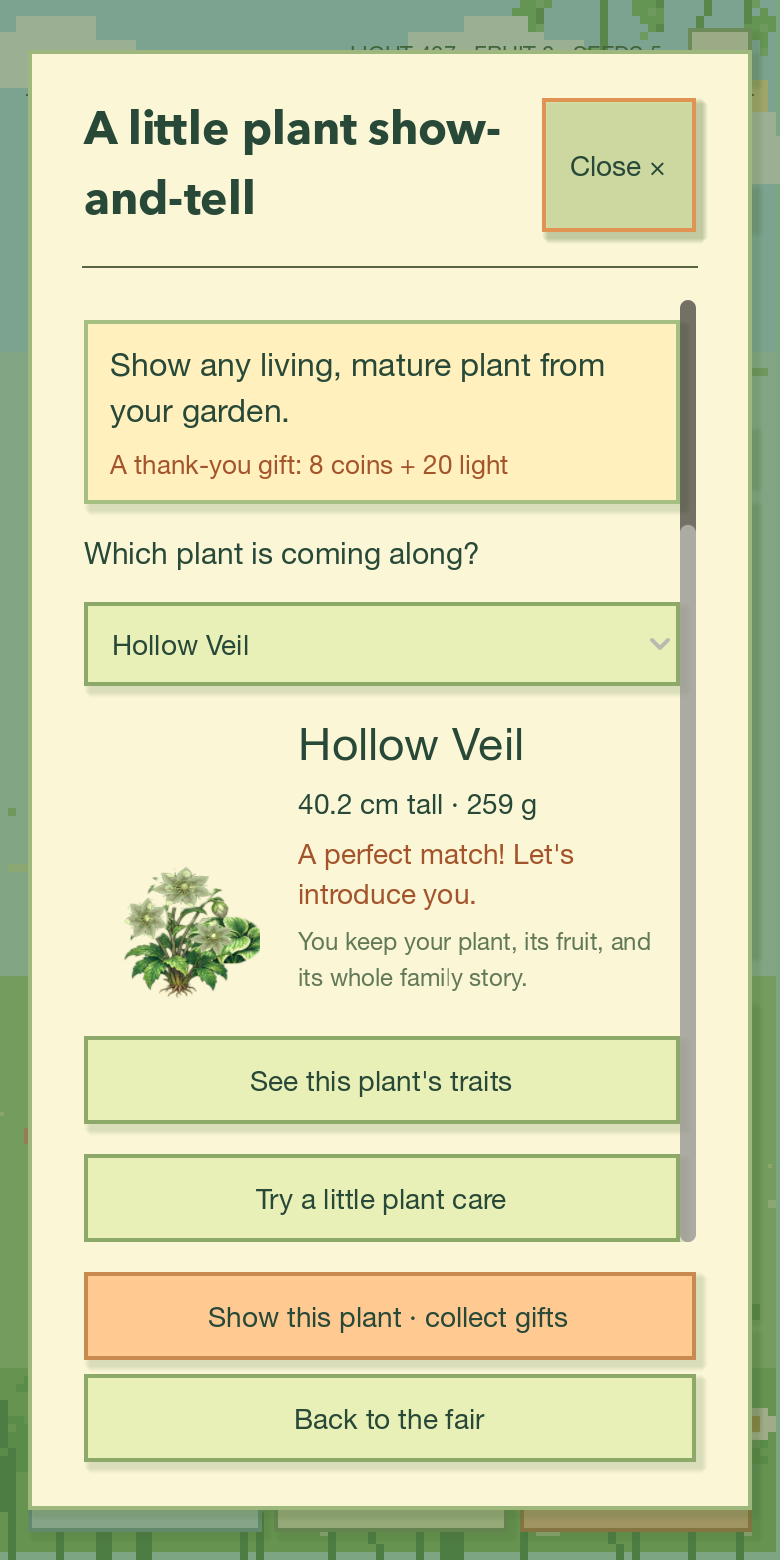 A little plant show-
and-tell
Close ×
Show any living, mature plant from
your garden.
A thank-you gift: 8 coins + 20 light
Which plant is coming along?
Hollow Veil
Hollow Veil
40.2 cm tall · 259 g
A perfect match! Let's
introduce you.
You keep your plant, its fruit, and
its whole family story.
See this plant's traits
Try a little plant care
Show this plant · collect gifts
Back to the fair